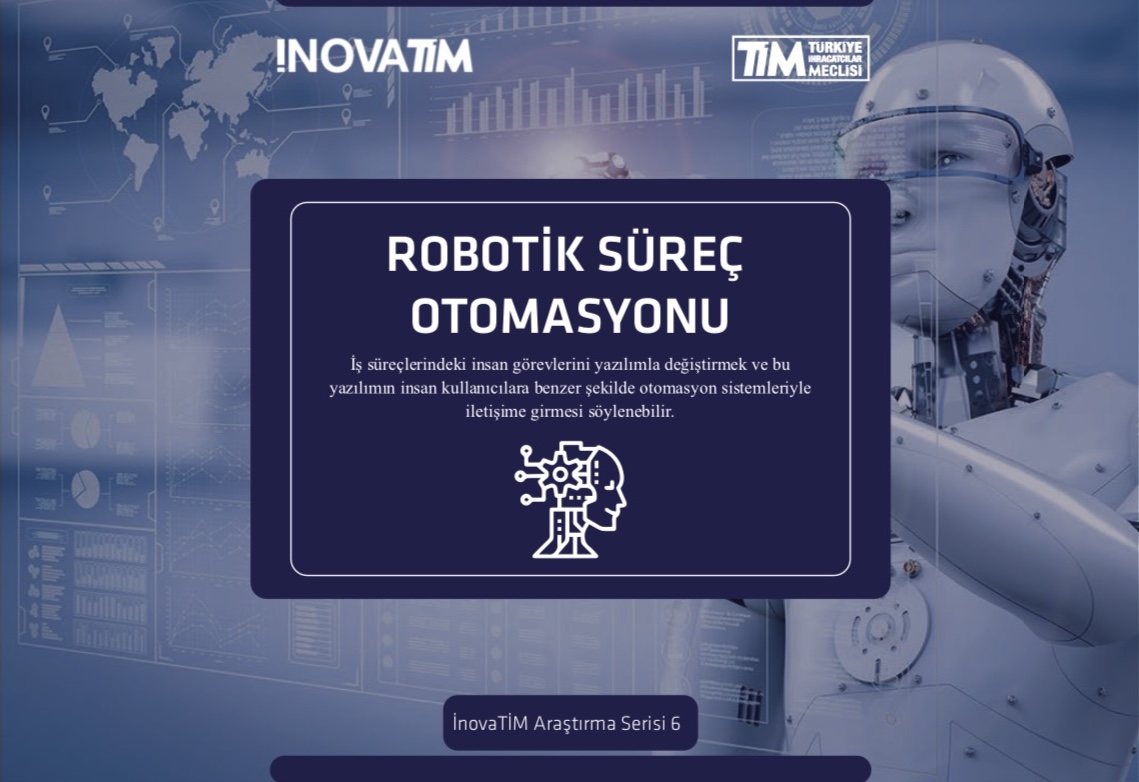 İNOVATİM
TİM TÜRKİYE
İHRACATÇILAR
MECLİSİ
ROBOTİK SÜREÇ
OTOMASYONU
İş süreçlerindeki insan görevlerini yazılımla değiştirmek ve bu
yazılımın insan kullanıcılara benzer şekilde otomasyon sistemleriyle
iletişime girmesi söylenebilir.
İnovaTİM Araştırma Serisi 6